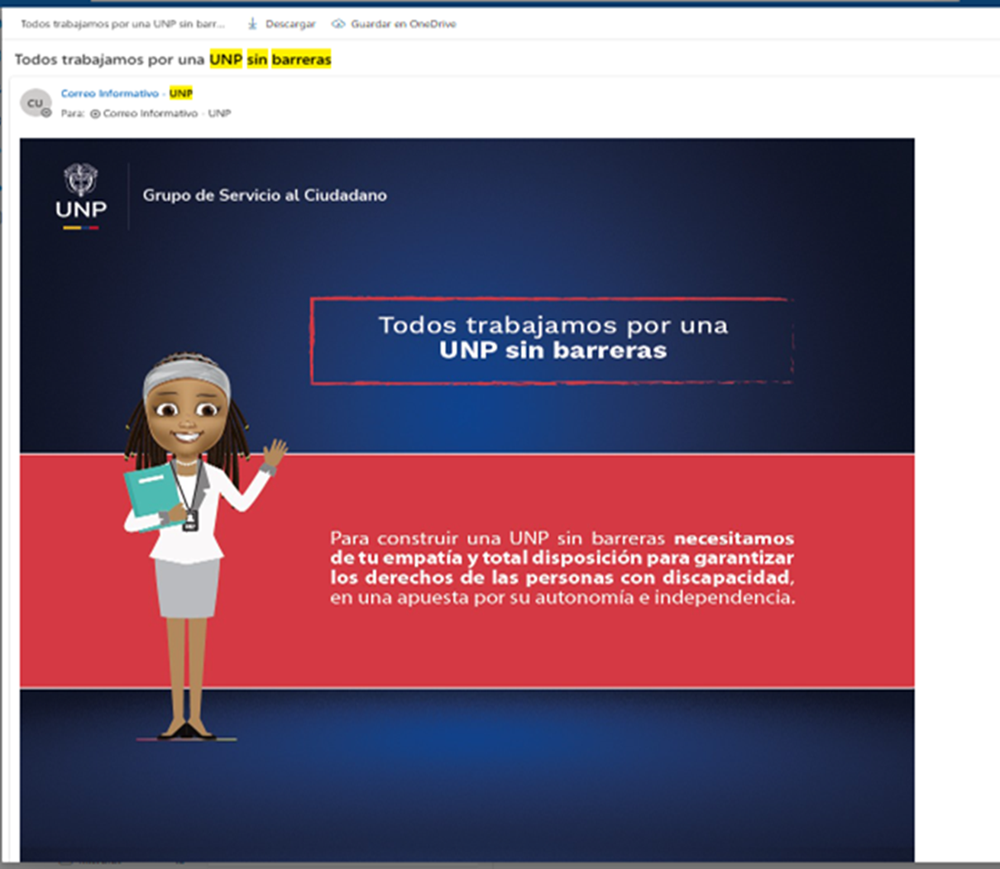 Todos trabajamos por una UNP sin barr...
Descargar
Guardar en OneDrive
Todos trabajamos por una UNP sin barreras
CU
Correo Informativo - UNP
Para: Correo Informativo - UNP
UNP
Grupo de Servicio al Ciudadano
Todos trabajamos por una
UNP sin barreras
Para construir una UNP sin barreras necesitamos
de tu empatía y total disposición para garantizar
los derechos de las personas con discapacidad,
en una apuesta por su autonomía e independencia.